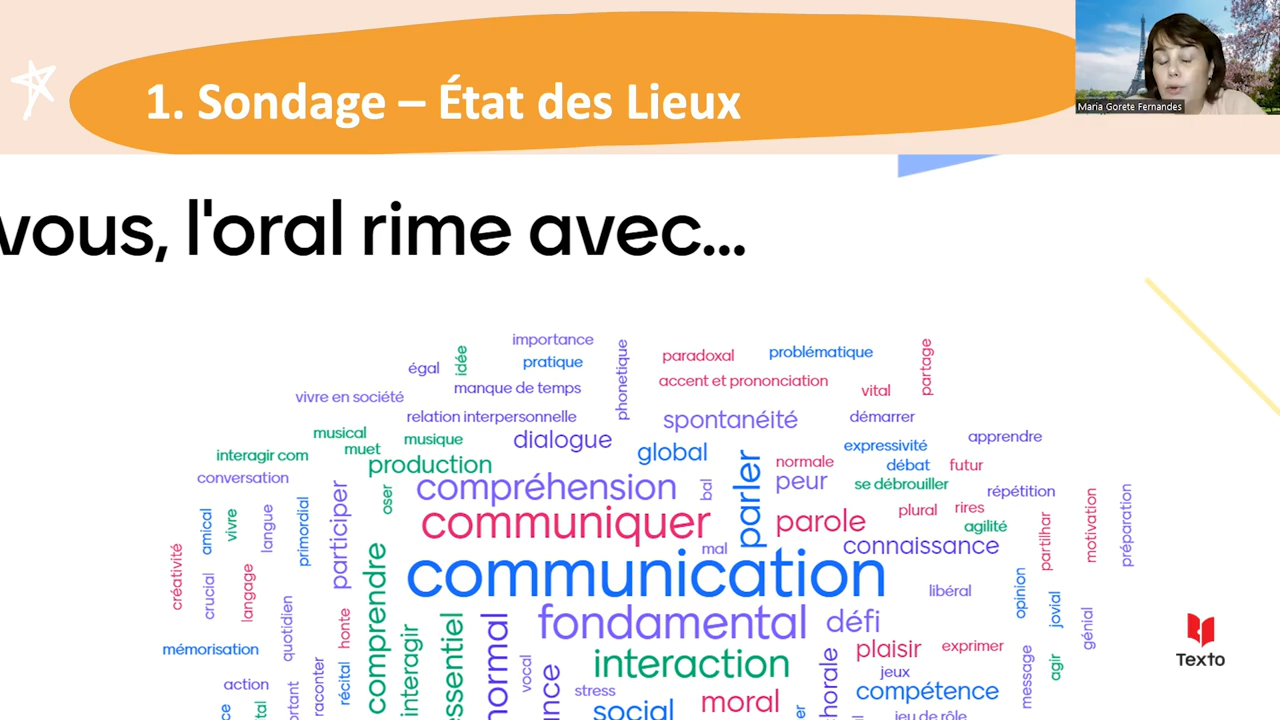 1. Sondage – État des Lieux
Maria Gorete Fernandes
vous, l'oral rime avec...
importance
pratique
idée
égal
manque de temps
phonetique
paradoxal
problématique
partage
accent et prononciation
vital
vivre en société
relation interpersonnelle
spontanéité
démarrer
musical
musique
muet
dialogue
global
expressivité
apprendre
interagir com
production
normale
débat
futur
conversation
compréhension
bal
parler
peur
se débrouiller
répétition
oser
participer
communiquer
parole
plural
rires
agilité
motivation
préparation
partilhar
amical
vivre
langue
primordial
mal
connaissance
communication
créativité
crucial
langage
comprendre
libéral
opinion
jovial
génial
fondamental
défi
quotidien
honte
interagir
essentiel
normal
mémorisation
interaction
plaisir
exprimer
message
agir
vocal
chorale
jeux
action
raconter
récital
stress
compétence
moral
social
jeu de rôle
Texto